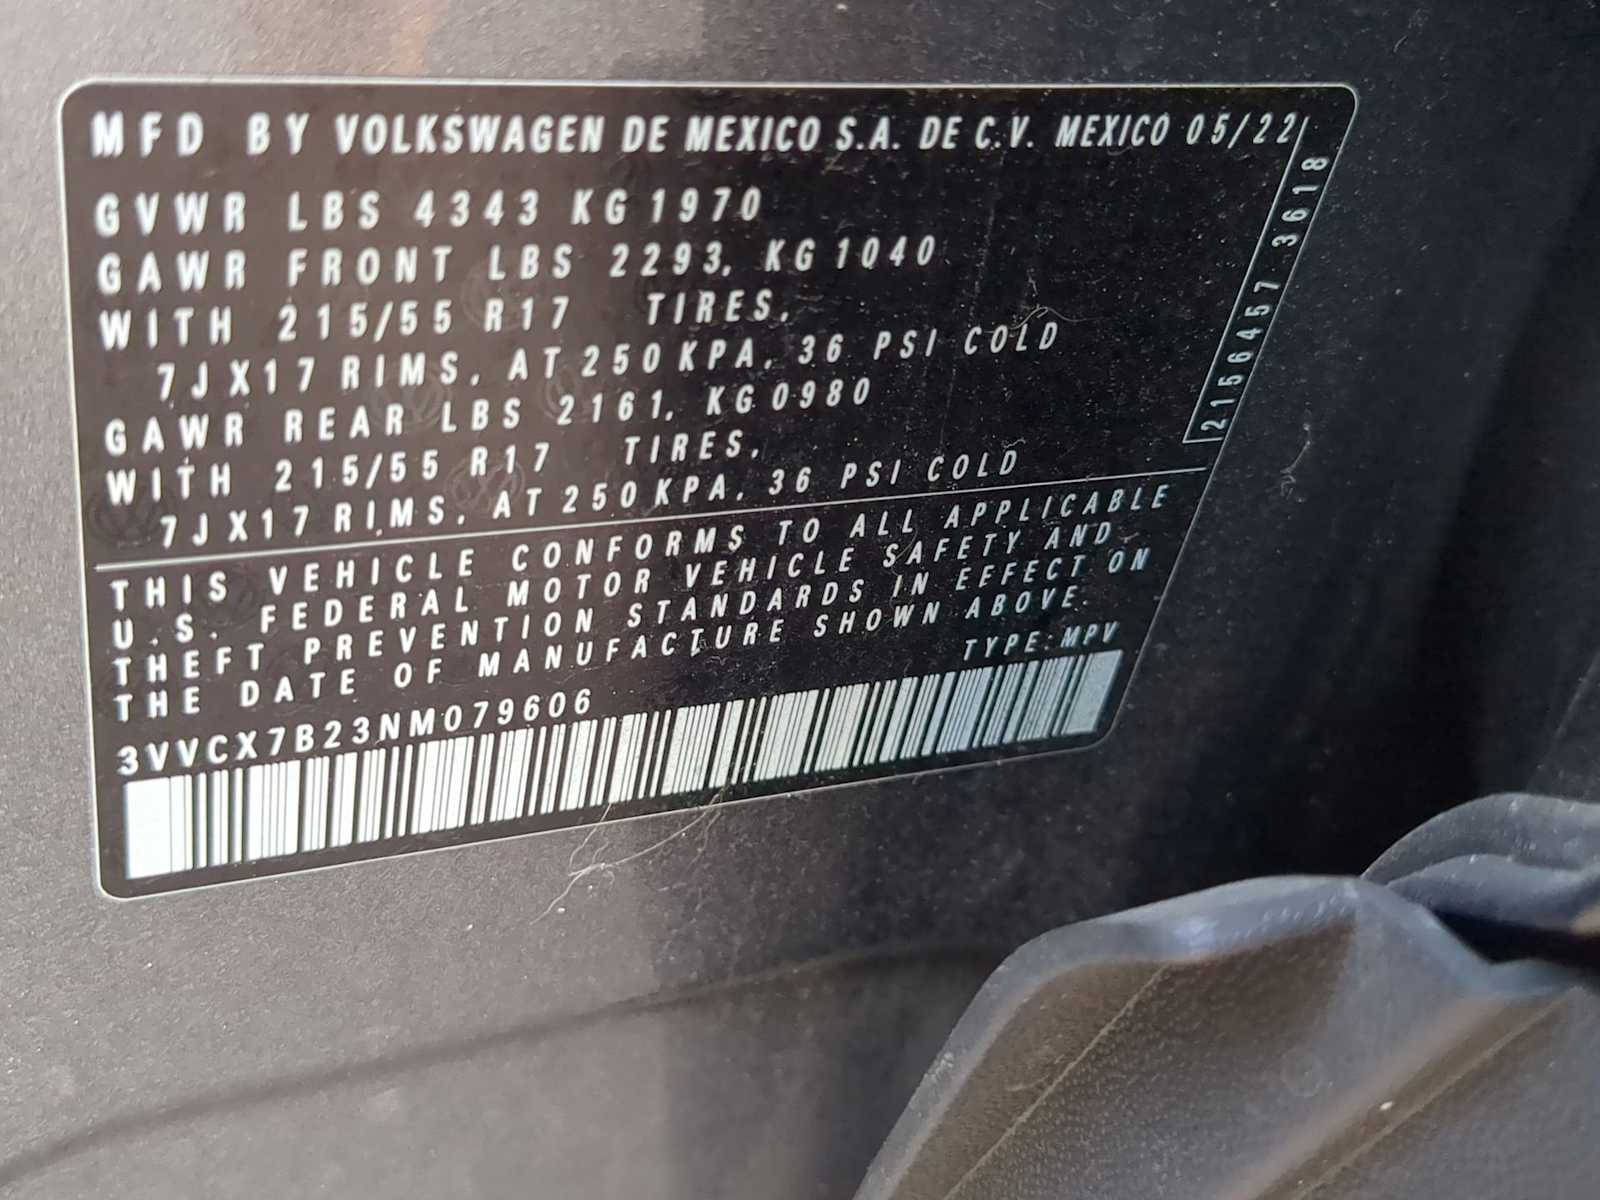 MFD BY VOLKSWAGEN DE MEXICO S.A. DE C.V. MEXICO 05/22
GVWR LBS 4343 KG 1970
GAWR FRONT LBS 2293, KG 1040
WITH 215/55 R17 TIRES,
7JX17 RIMS, AT 250 KPA, 36 PSI COLD
GAWR REAR LBS 2161, KG 0980
WITH 215/55 R17 TIRES,
7JX17 RIMS, AT 250 KPA, 36 PSI COLD
2156457 3618
THIS VEHICLE CONFORMS TO ALL APPLICABLE
U.S. FEDERAL MOTOR VEHICLE SAFETY AND
THEFT PREVENTION STANDARDS IN EFFECT ON
THE DATE OF MANUFACTURE SHOWN ABOVE.
TYPE: MPV
3VVCX7B23NM079606